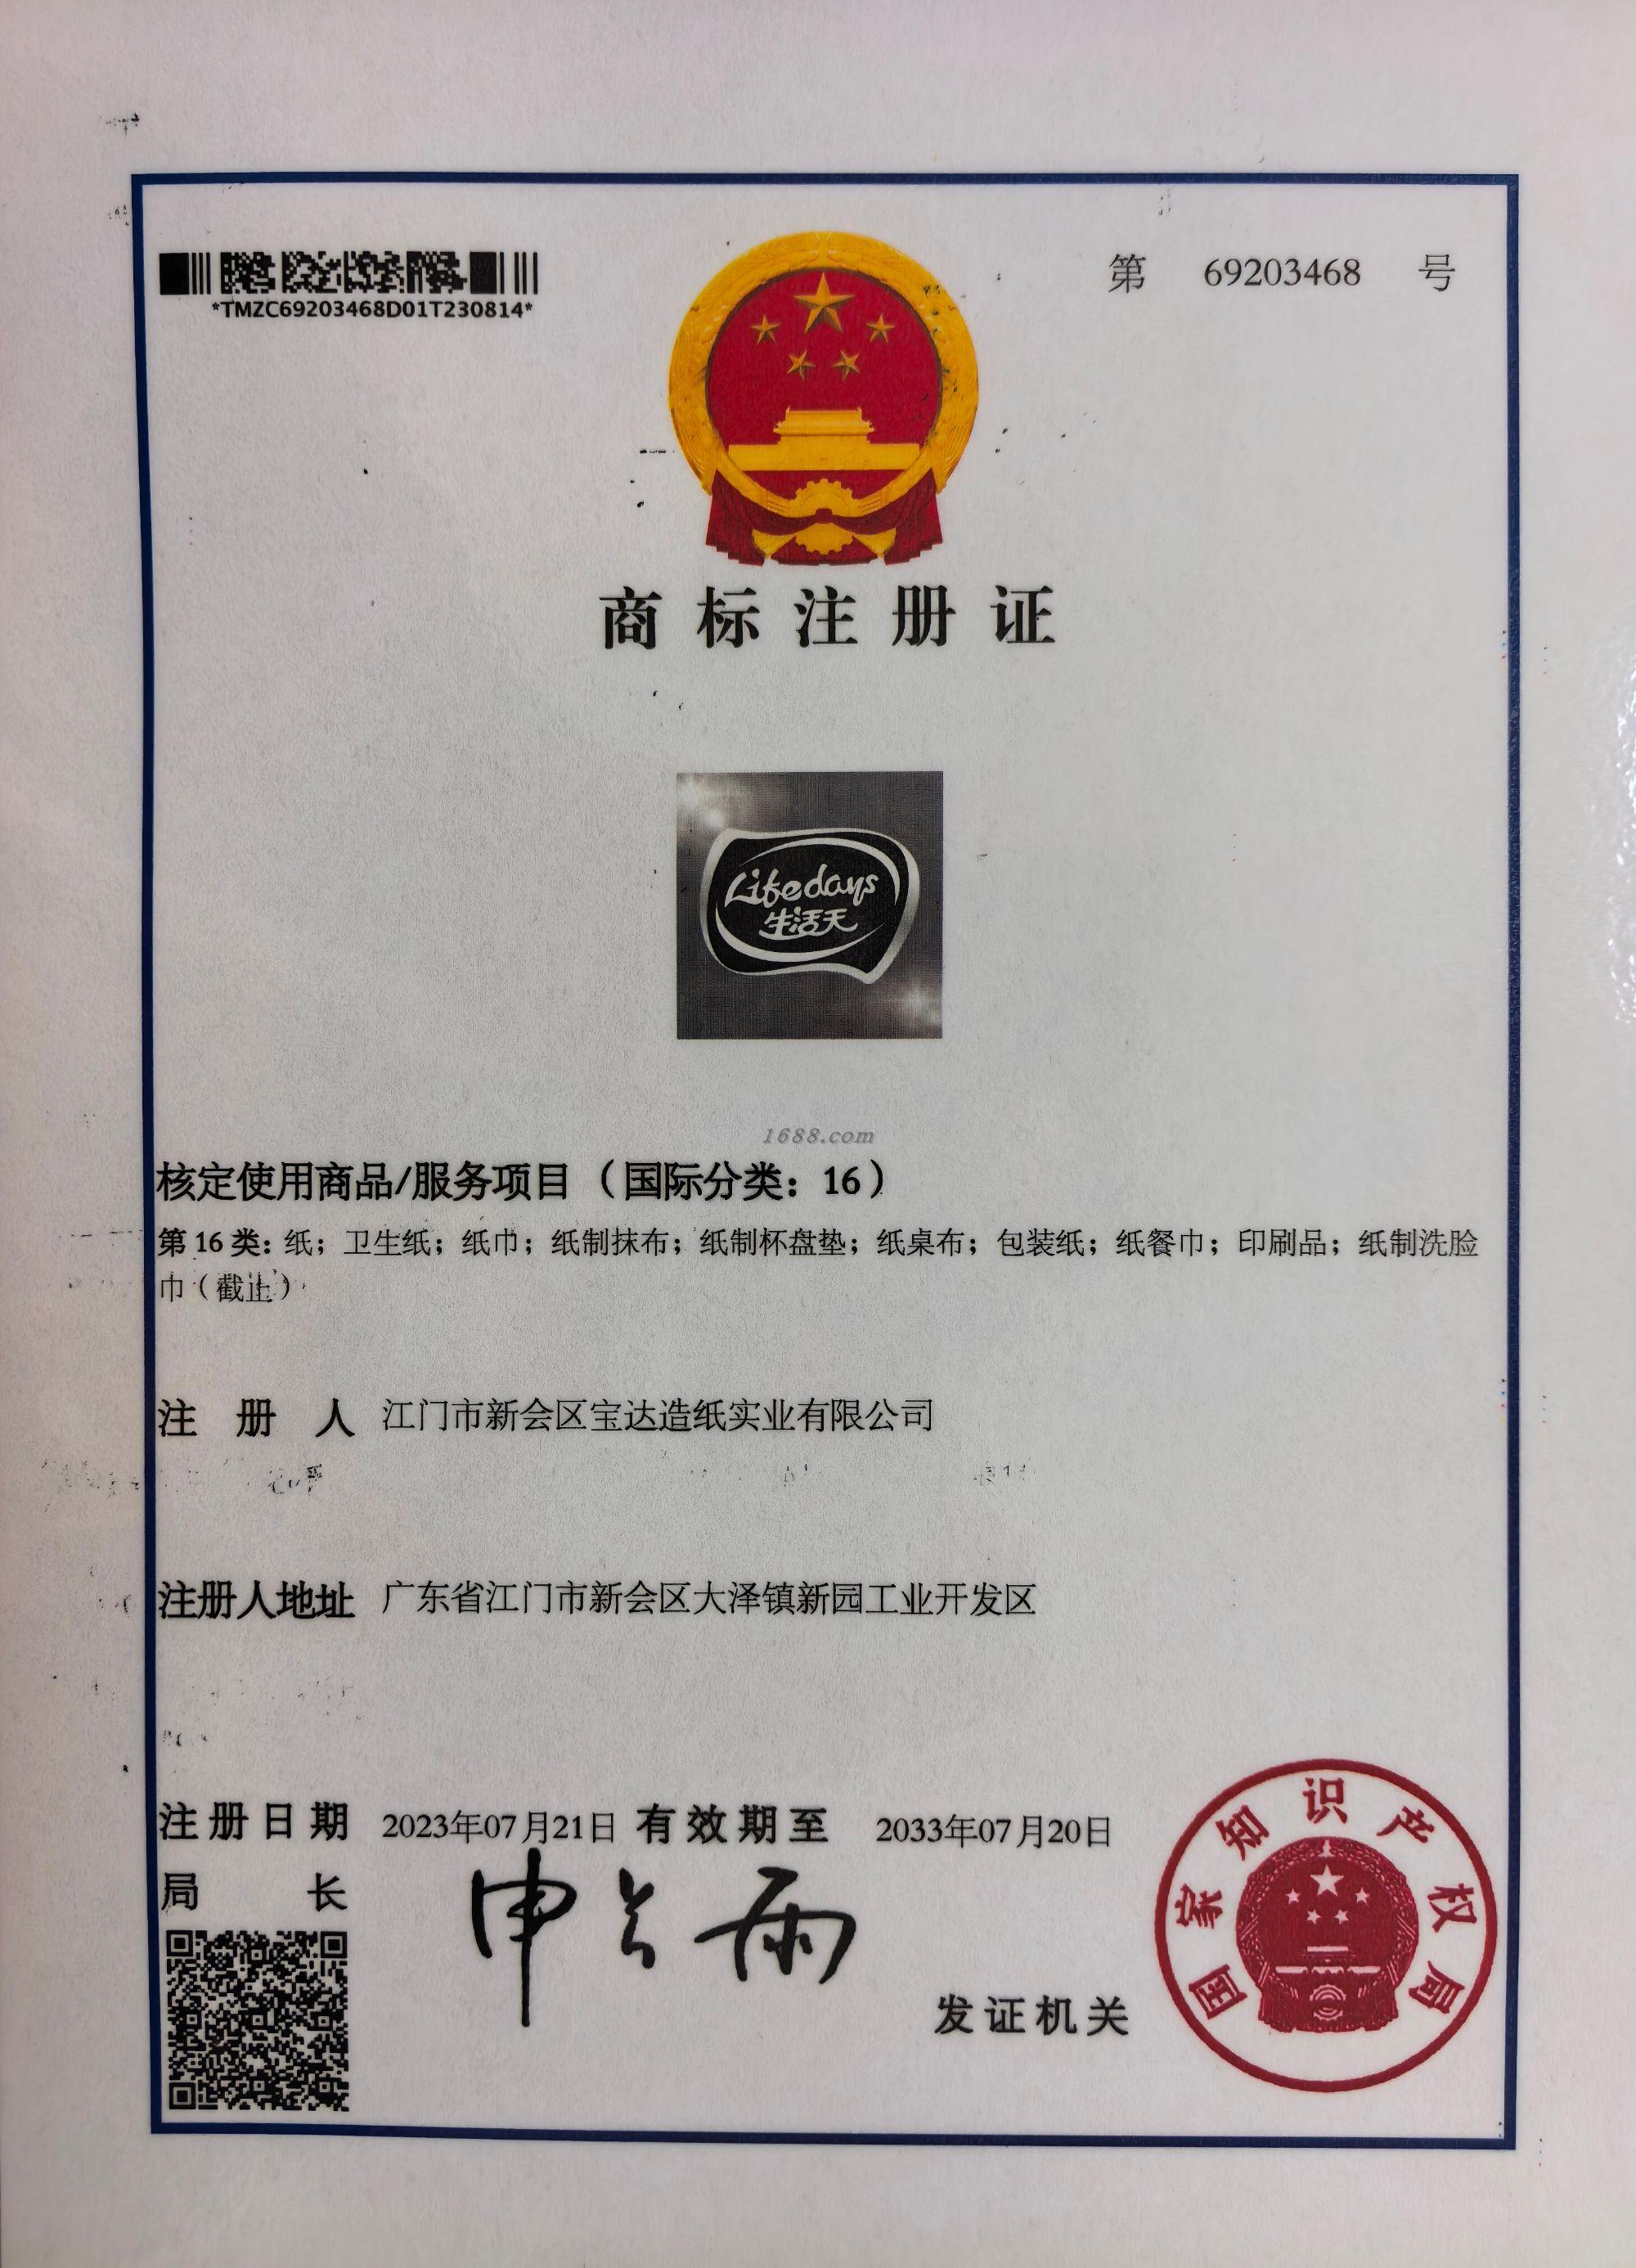 *TMZC69203468D01T230814*
第 69203468 号
商标注册证
Lifedays
生活天
1688.com
核定使用商品/服务项目（国际分类：16）
第16类：纸；卫生纸；纸巾；纸制抹布；纸制杯盘垫；纸桌布；包装纸；纸餐巾；印刷品；纸制洗脸
巾（截止）
注册人 江门市新会区宝达造纸实业有限公司
注册人地址 广东省江门市新会区大泽镇新园工业开发区
注册日期 2023年07月21日 有效期至 2033年07月20日
局长 申长雨
发证机关
国家知识产权局